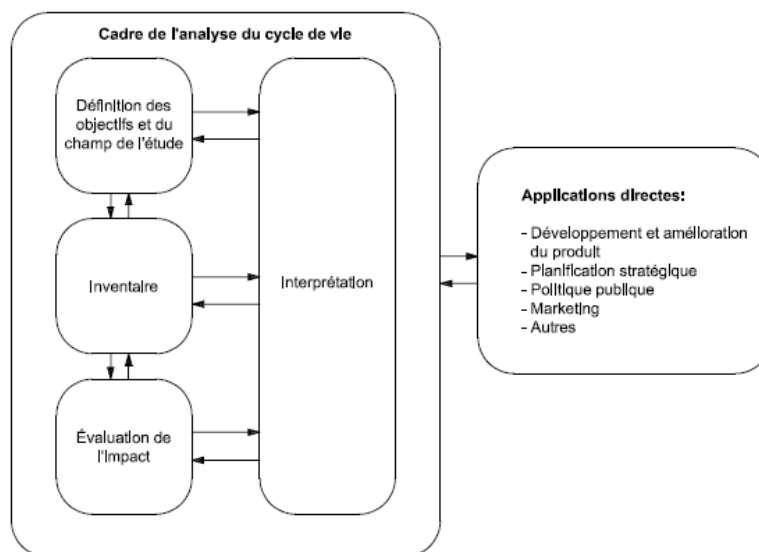 Cadre de l'analyse du cycle de vie
Définition des
objectifs et du
champ de l'étude
Inventaire
Évaluation de
l'impact
Interprétation
Applications directes:
- Développement et amélioration
du produit
- Planification stratégique
- Politique publique
- Marketing
- Autres